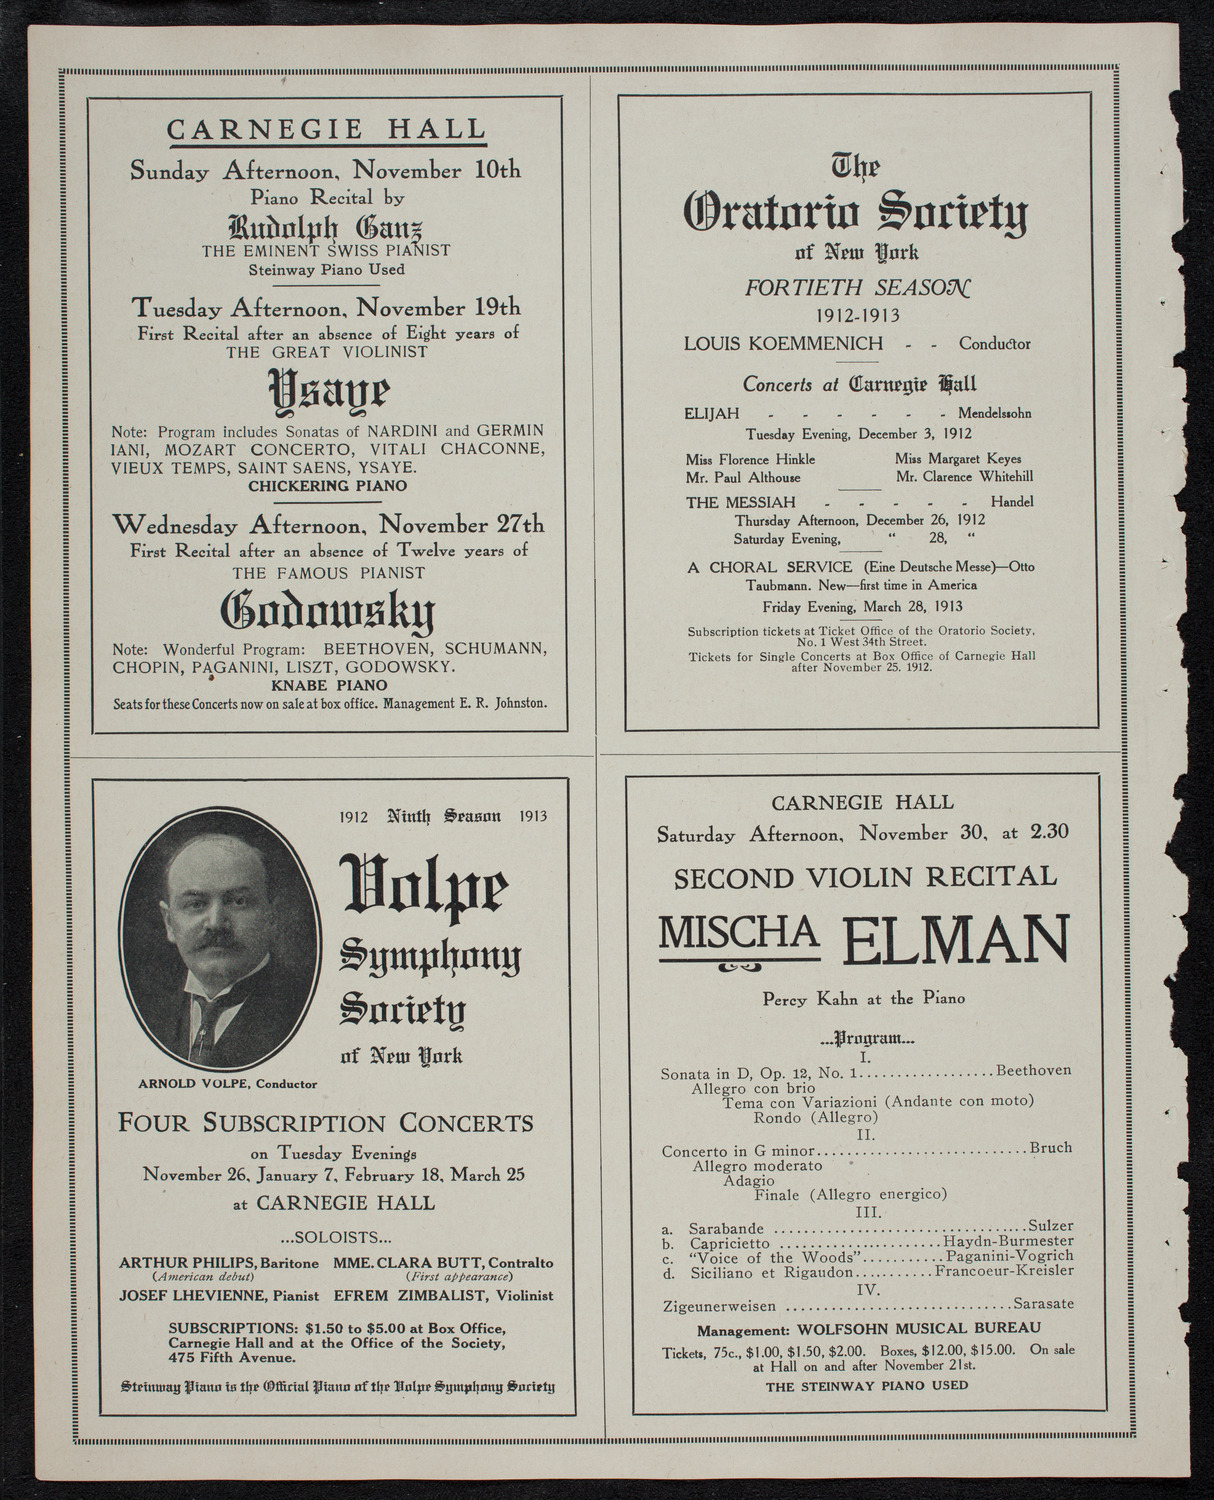 CARNEGIE HALL
Sunday Afternoon, November 10th
Piano Recital by
Rudolph Ganz
THE EMINENT SWISS PIANIST
Steinway Piano Used
Tuesday Afternoon, November 19th
First Recital after an absence of Eight years of
THE GREAT VIOLINIST
Ysaye
Note: Program includes Sonatas of NARDINI and GERMIN
IANI, MOZART CONCERTO, VITALI CHACONNE,
VIEUX TEMPS, SAINT SAENS, YSAYE.
CHICKERING PIANO
Wednesday Afternoon, November 27th
First Recital after an absence of Twelve years of
THE FAMOUS PIANIST
Godowsky
Note: Wonderful Program: BEETHOVEN, SCHUMANN,
CHOPIN, PAGANINI, LISZT, GODOWSKY.
KNABE PIANO
Seats for these Concerts now on sale at box office. Management E. R. Johnston.
The
Oratorio Society
of New York
FORTIETH SEASON
1912-1913
LOUIS KOEMMENICH - - Conductor
Concerts at Carnegie Hall
ELIJAH - - - - - - Mendelssohn
Tuesday Evening, December 3, 1912
Miss Florence Hinkle Miss Margaret Keyes
Mr. Paul Althouse Mr. Clarence Whitehill
THE MESSIAH - - - - - Handel
Thursday Afternoon, December 26, 1912
Saturday Evening, " 28, "
A CHORAL SERVICE (Eine Deutsche Messe)—Otto
Taubmann. New—first time in America
Friday Evening, March 28, 1913
Subscription tickets at Ticket Office of the Oratorio Society,
No. 1 West 34th Street.
Tickets for Single Concerts at Box Office of Carnegie Hall
after November 25, 1912.
1912 Ninth Season 1913
Volpe
Symphony
Society
of New York
ARNOLD VOLPE, Conductor
FOUR SUBSCRIPTION CONCERTS
on Tuesday Evenings
November 26, January 7, February 18, March 25
at CARNEGIE HALL
...SOLOISTS...
ARTHUR PHILIPS, Baritone MME. CLARA BUTT, Contralto
(American debut) (First appearance)
JOSEF LHEVIENNE, Pianist EFREM ZIMBALIST, Violinist
SUBSCRIPTIONS: $1.50 to $5.00 at Box Office,
Carnegie Hall and at the Office of the Society,
475 Fifth Avenue.
Steinway Piano is the Official Piano of the Volpe Symphony Society
CARNEGIE HALL
Saturday Afternoon, November 30, at 2.30
SECOND VIOLIN RECITAL
MISCHA ELMAN
Percy Kahn at the Piano
...Program...
I.
Sonata in D, Op. 12, No. 1..................Beethoven
Allegro con brio
Tema con Variazioni (Andante con moto)
Rondo (Allegro)
II.
Concerto in G minor............................Bruch
Allegro moderato
Adagio
Finale (Allegro energico)
III.
a. Sarabande ..................................Sulzer
b. Capricietto ......................Haydn-Burmester
c. "Voice of the Woods"...........Paganini-Vogrich
d. Siciliano et Rigaudon...........Francoeur-Kreisler
IV.
Zigeunerweisen ..............................Sarasate
Management: WOLFSOHN MUSICAL BUREAU
Tickets, 75c., $1.00, $1.50, $2.00. Boxes, $12.00, $15.00. On sale
at Hall on and after November 21st.
THE STEINWAY PIANO USED